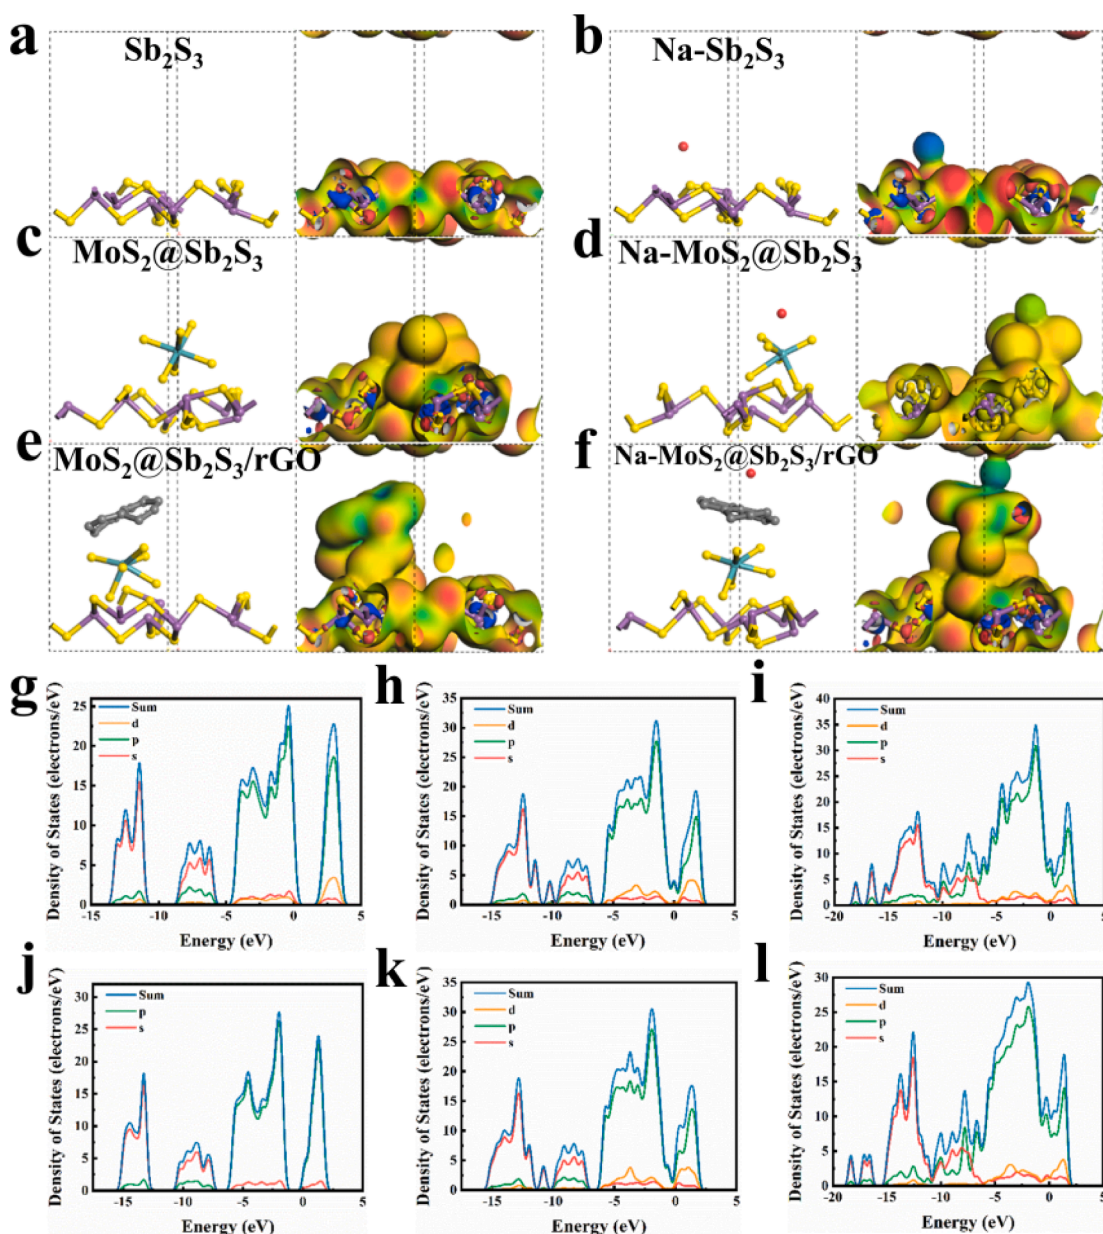 a Sb₂S₃
b Na-Sb₂S₃
c MoS₂@Sb₂S₃
d Na-MoS₂@Sb₂S₃
e MoS₂@Sb₂S₃/rGO
f Na-MoS₂@Sb₂S₃/rGO
g
Density of States (electrons/eV)
25
20
15
10
5
0
Sum
d
p
s
-15 -10 -5 0 5
Energy (eV)
h
Density of States (electrons/eV)
35
30
25
20
15
10
5
0
Sum
d
p
s
-15 -10 -5 0 5
Energy (eV)
i
Density of States (electrons/eV)
40
35
30
25
20
15
10
5
0
Sum
d
p
s
-20 -15 -10 -5 0 5
Energy (eV)
j
Density of States (electrons/eV)
30
25
20
15
10
5
0
Sum
p
s
-15 -10 -5 0 5
Energy (eV)
k
Density of States (electrons/eV)
35
30
25
20
15
10
5
0
Sum
d
p
s
-15 -10 -5 0 5
Energy (eV)
l
Density of States (electrons/eV)
30
25
20
15
10
5
0
Sum
d
p
s
-20 -15 -10 -5 0 5
Energy (eV)